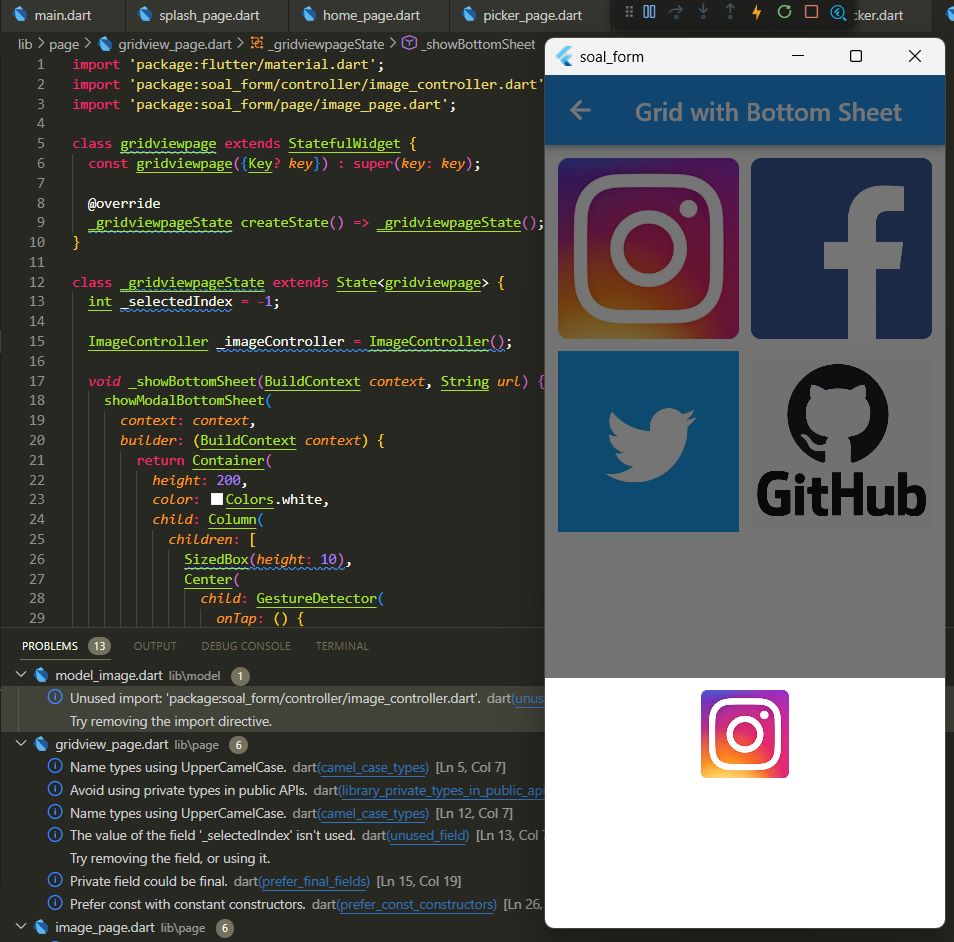 main.dart
splash_page.dart
home_page.dart
picker_page.dart
cker.dart
lib > page > gridview_page.dart > _gridviewpageState > _showBottomSheet
1 import 'package:flutter/material.dart';
2 import 'package:soal_form/controller/image_controller.dart'
3 import 'package:soal_form/page/image_page.dart';
4
5 class gridviewpage extends StatefulWidget {
6 const gridviewpage({Key? key}) : super(key: key);
7
8 @override
9 _gridviewpageState createState() => _gridviewpageState();
10 }
11
12 class _gridviewpageState extends State<gridviewpage> {
13 int _selectedIndex = -1;
14
15 ImageController _imageController = ImageController();
16
17 void _showBottomSheet(BuildContext context, String url) {
18 showModalBottomSheet(
19 context: context,
20 builder: (BuildContext context) {
21 return Container(
22 height: 200,
23 color: Colors.white,
24 child: Column(
25 children: [
26 SizedBox(height: 10),
27 Center(
28 child: GestureDetector(
29 onTap: () {
PROBLEMS 13 OUTPUT DEBUG CONSOLE TERMINAL
model_image.dart lib\model 1
Unused import: 'package:soal_form/controller/image_controller.dart'. dart(unus
Try removing the import directive.
gridview_page.dart lib\page 6
Name types using UpperCamelCase. dart(camel_case_types) [Ln 5, Col 7]
Avoid using private types in public APIs. dart(library_private_types_in_public_api
Name types using UpperCamelCase. dart(camel_case_types) [Ln 12, Col 7]
The value of the field '_selectedIndex' isn't used. dart(unused_field) [Ln 13, Col 7
Try removing the field, or using it.
Private field could be final. dart(prefer_final_fields) [Ln 15, Col 19]
Prefer const with constant constructors. dart(prefer_const_constructors) [Ln 26,
image_page.dart lib\page 6
soal_form
Grid with Bottom Sheet
f
GitHub